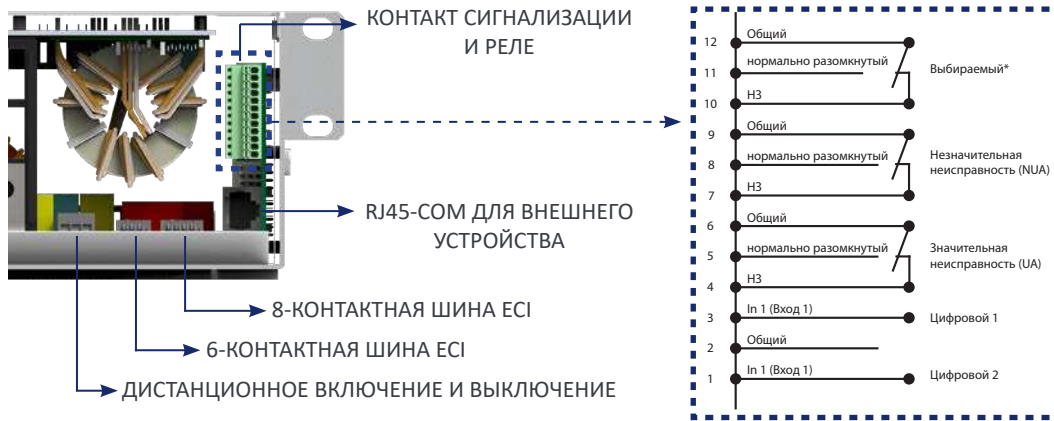 КОНТАКТ СИГНАЛИЗАЦИИ
И РЕЛЕ
RJ45-COM ДЛЯ ВНЕШНЕГО
УСТРОЙСТВА
8-КОНТАКТНАЯ ШИНА ECI
6-КОНТАКТНАЯ ШИНА ECI
ДИСТАНЦИОННОЕ ВКЛЮЧЕНИЕ И ВЫКЛЮЧЕНИЕ
12 Общий
11 нормально разомкнутый
Выбираемый*
10 НЗ
9 Общий
8 нормально разомкнутый
Незначительная
неисправность (NUA)
7 НЗ
6 Общий
5 нормально разомкнутый
Значительная
неисправность (UA)
4 НЗ
3 In 1 (Вход 1) Цифровой 1
2 Общий
1 In 1 (Вход 1) Цифровой 2